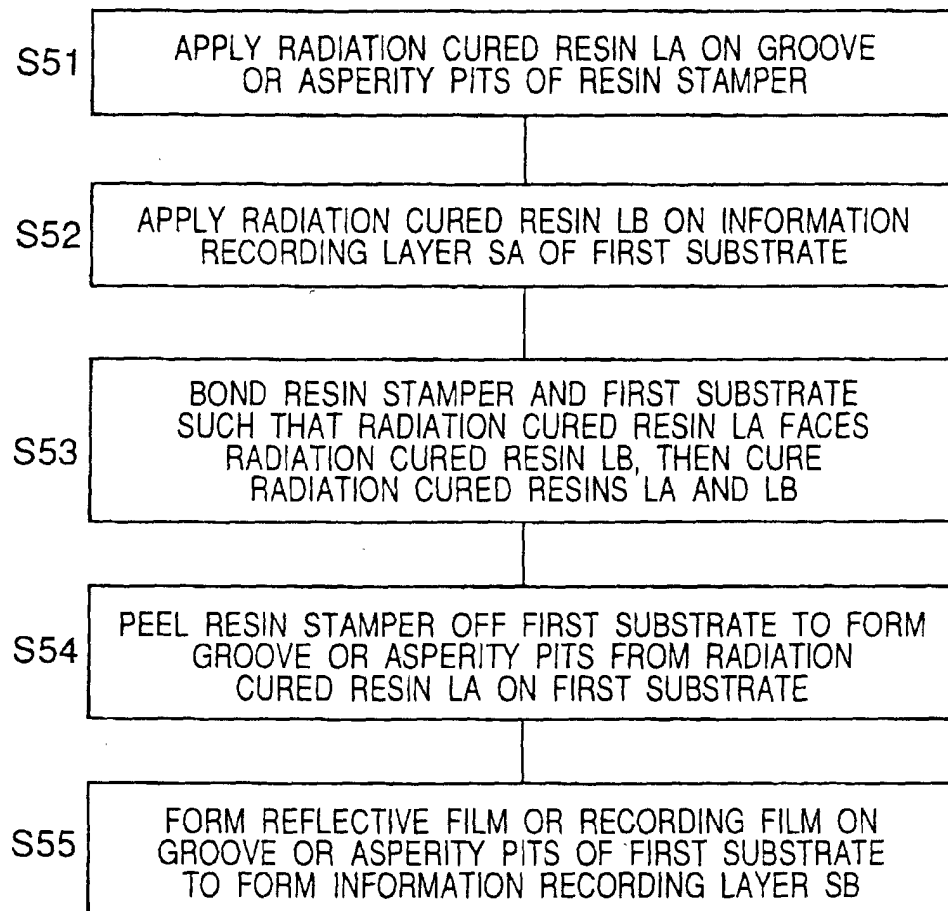 S51
APPLY RADIATION CURED RESIN LA ON GROOVE
OR ASPERITY PITS OF RESIN STAMPER
S52
APPLY RADIATION CURED RESIN LB ON INFORMATION
RECORDING LAYER SA OF FIRST SUBSTRATE
S53
BOND RESIN STAMPER AND FIRST SUBSTRATE
SUCH THAT RADIATION CURED RESIN LA FACES
RADIATION CURED RESIN LB, THEN CURE
RADIATION CURED RESINS LA AND LB
S54
PEEL RESIN STAMPER OFF FIRST SUBSTRATE TO FORM
GROOVE OR ASPERITY PITS FROM RADIATION
CURED RESIN LA ON FIRST SUBSTRATE
S55
FORM REFLECTIVE FILM OR RECORDING FILM ON
GROOVE OR ASPERITY PITS OF FIRST SUBSTRATE
TO FORM INFORMATION RECORDING LAYER SB